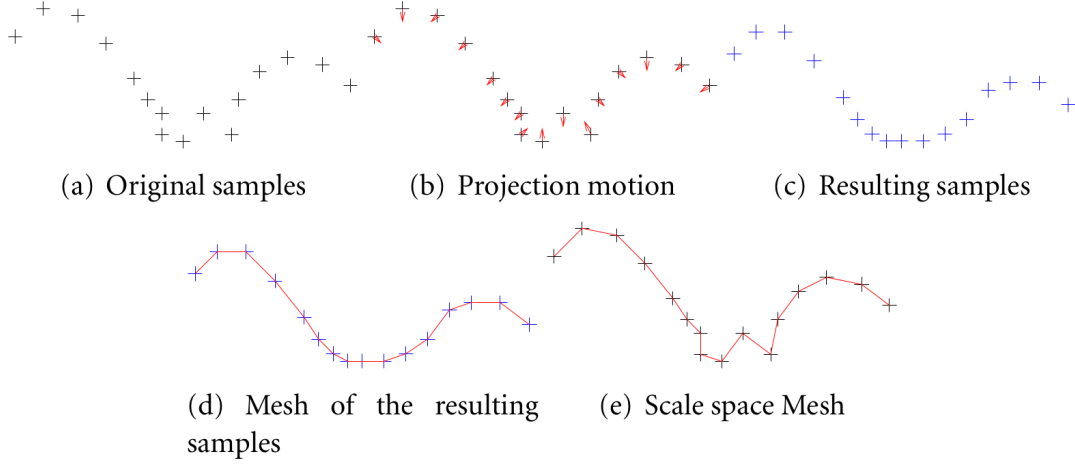 (a) Original samples
(b) Projection motion
(c) Resulting samples
(d) Mesh of the resulting
samples
(e) Scale space Mesh